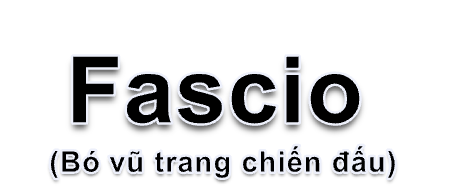 Fascio
(Bó vũ trang chiến đấu)